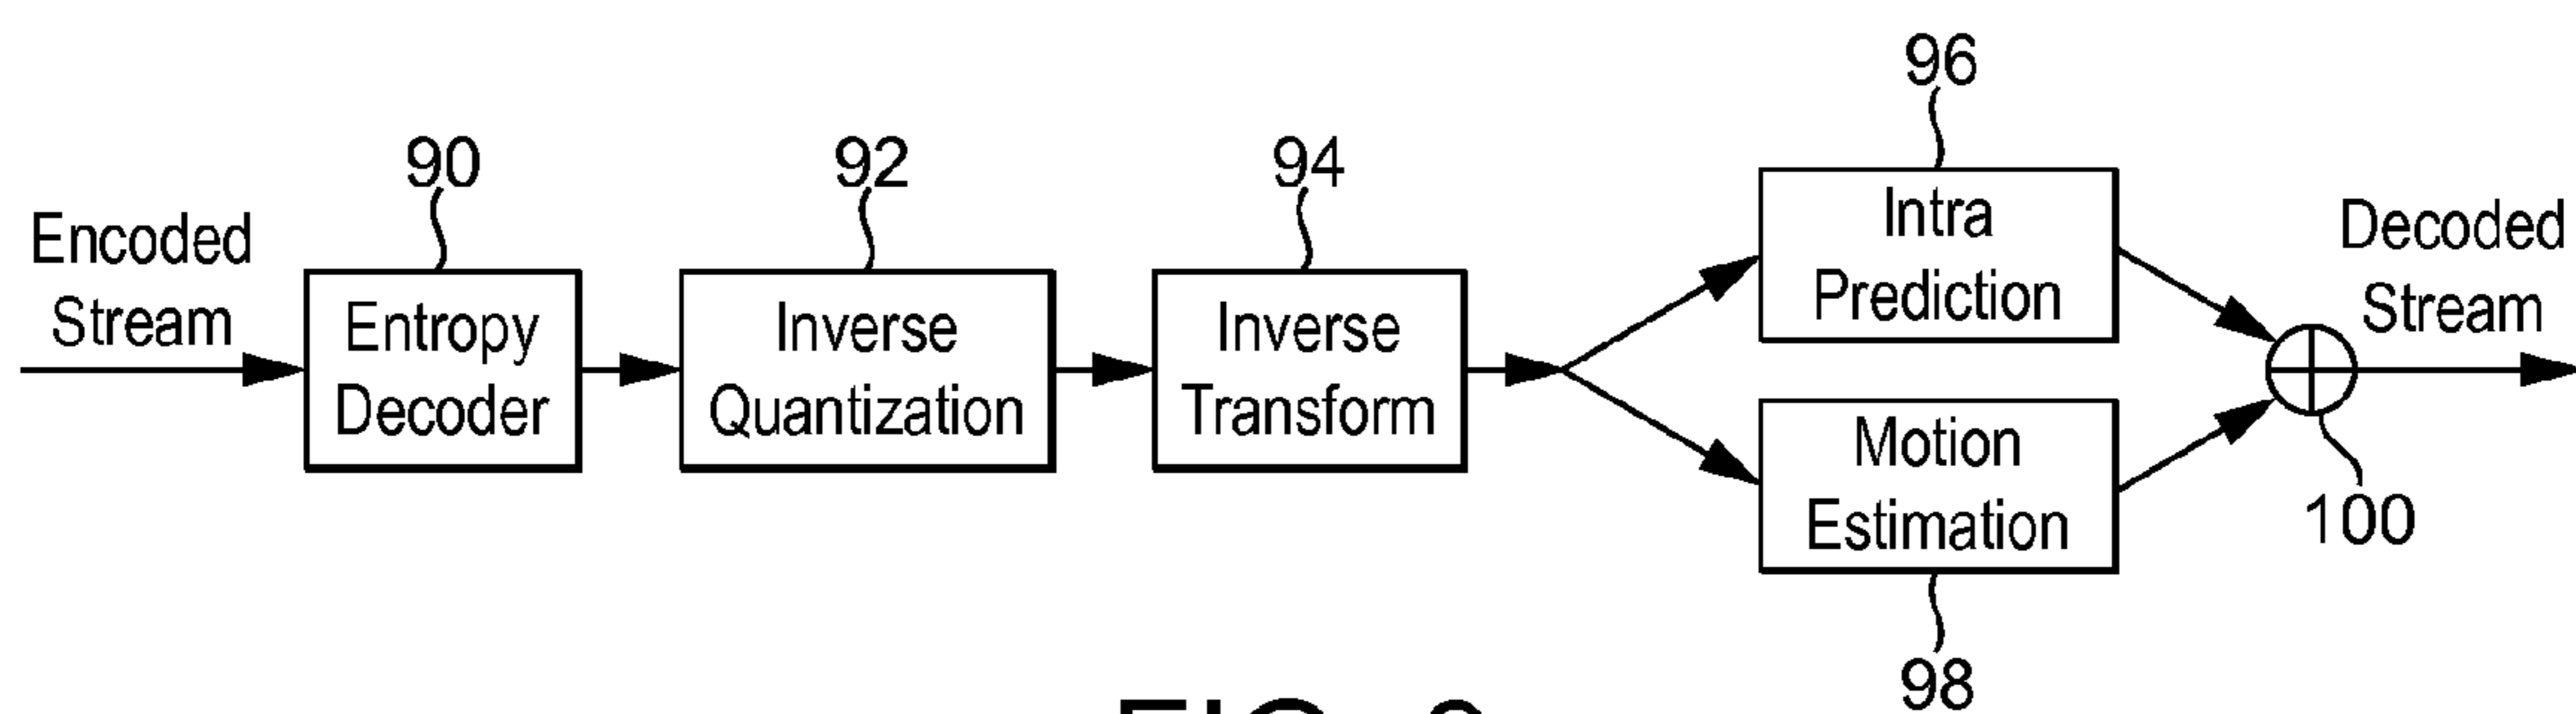 96
90
92
94
Encoded
Stream
Entropy
Decoder
Inverse
Quantization
Inverse
Transform
Intra
Prediction
Motion
Estimation
Decoded
Stream
100
98